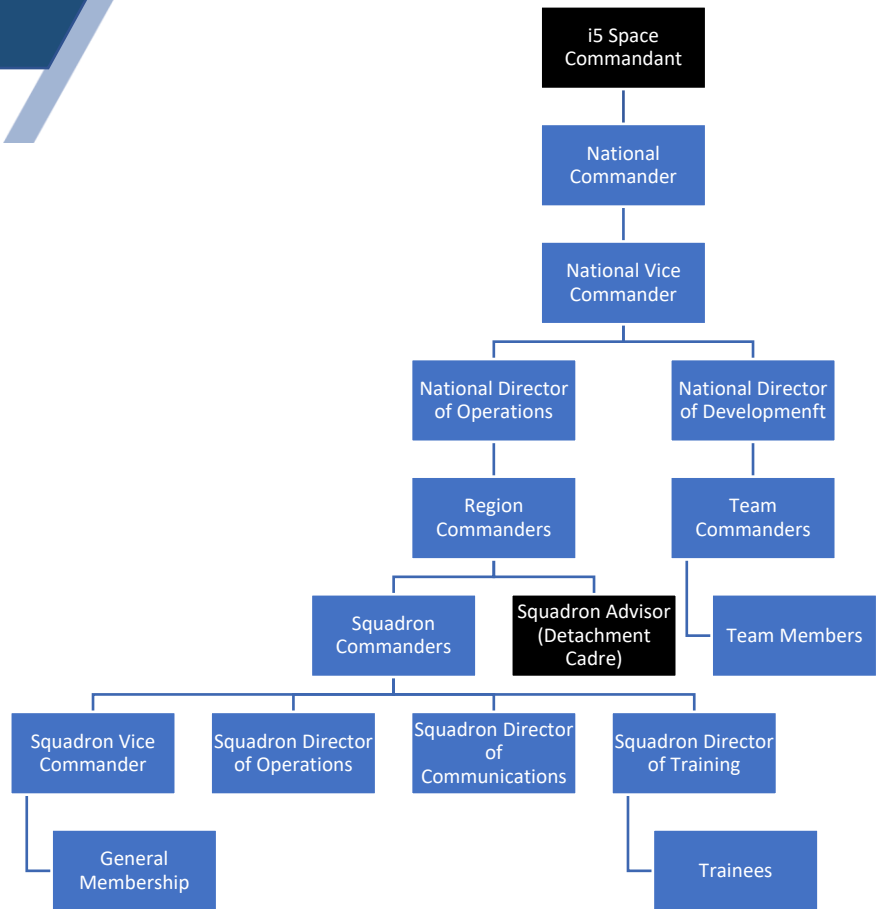 i5 Space
Commandant
National
Commander
National Vice
Commander
National Director
of Operations
National Director
of Developmenft
Region
Commanders
Team
Commanders
Squadron
Commanders
Squadron Advisor
(Detachment
Cadre)
Team Members
Squadron Vice
Commander
Squadron Director
of Operations
Squadron Director
of
Communications
Squadron Director
of Training
General
Membership
Trainees